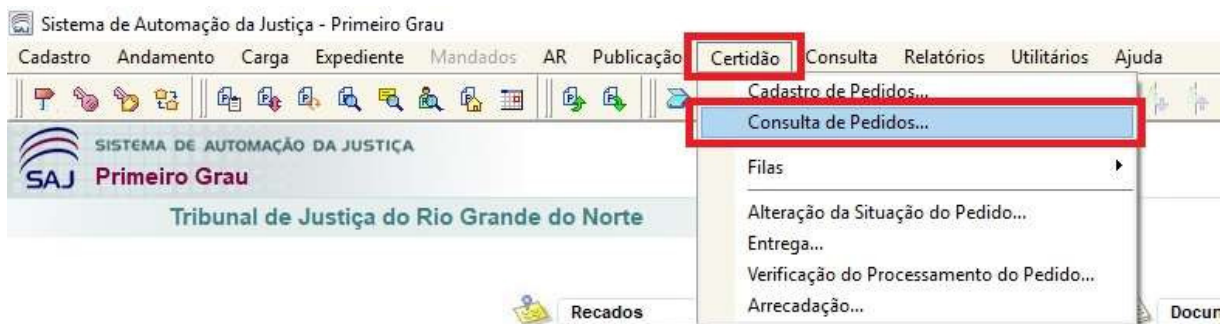 Sistema de Automação da Justiça - Primeiro Grau
Cadastro Andamento Carga Expediente Mandados AR Publicação Certidão Consulta Relatórios Utilitários Ajuda
Cadastro de Pedidos...
Consulta de Pedidos...
SISTEMA DE AUTOMAÇÃO DA JUSTIÇA
SAJ Primeiro Grau
Filas
Tribunal de Justiça do Rio Grande do Norte
Alteração da Situação do Pedido...
Entrega...
Verificação do Processamento do Pedido...
Arrecadação...
Recados
Docun